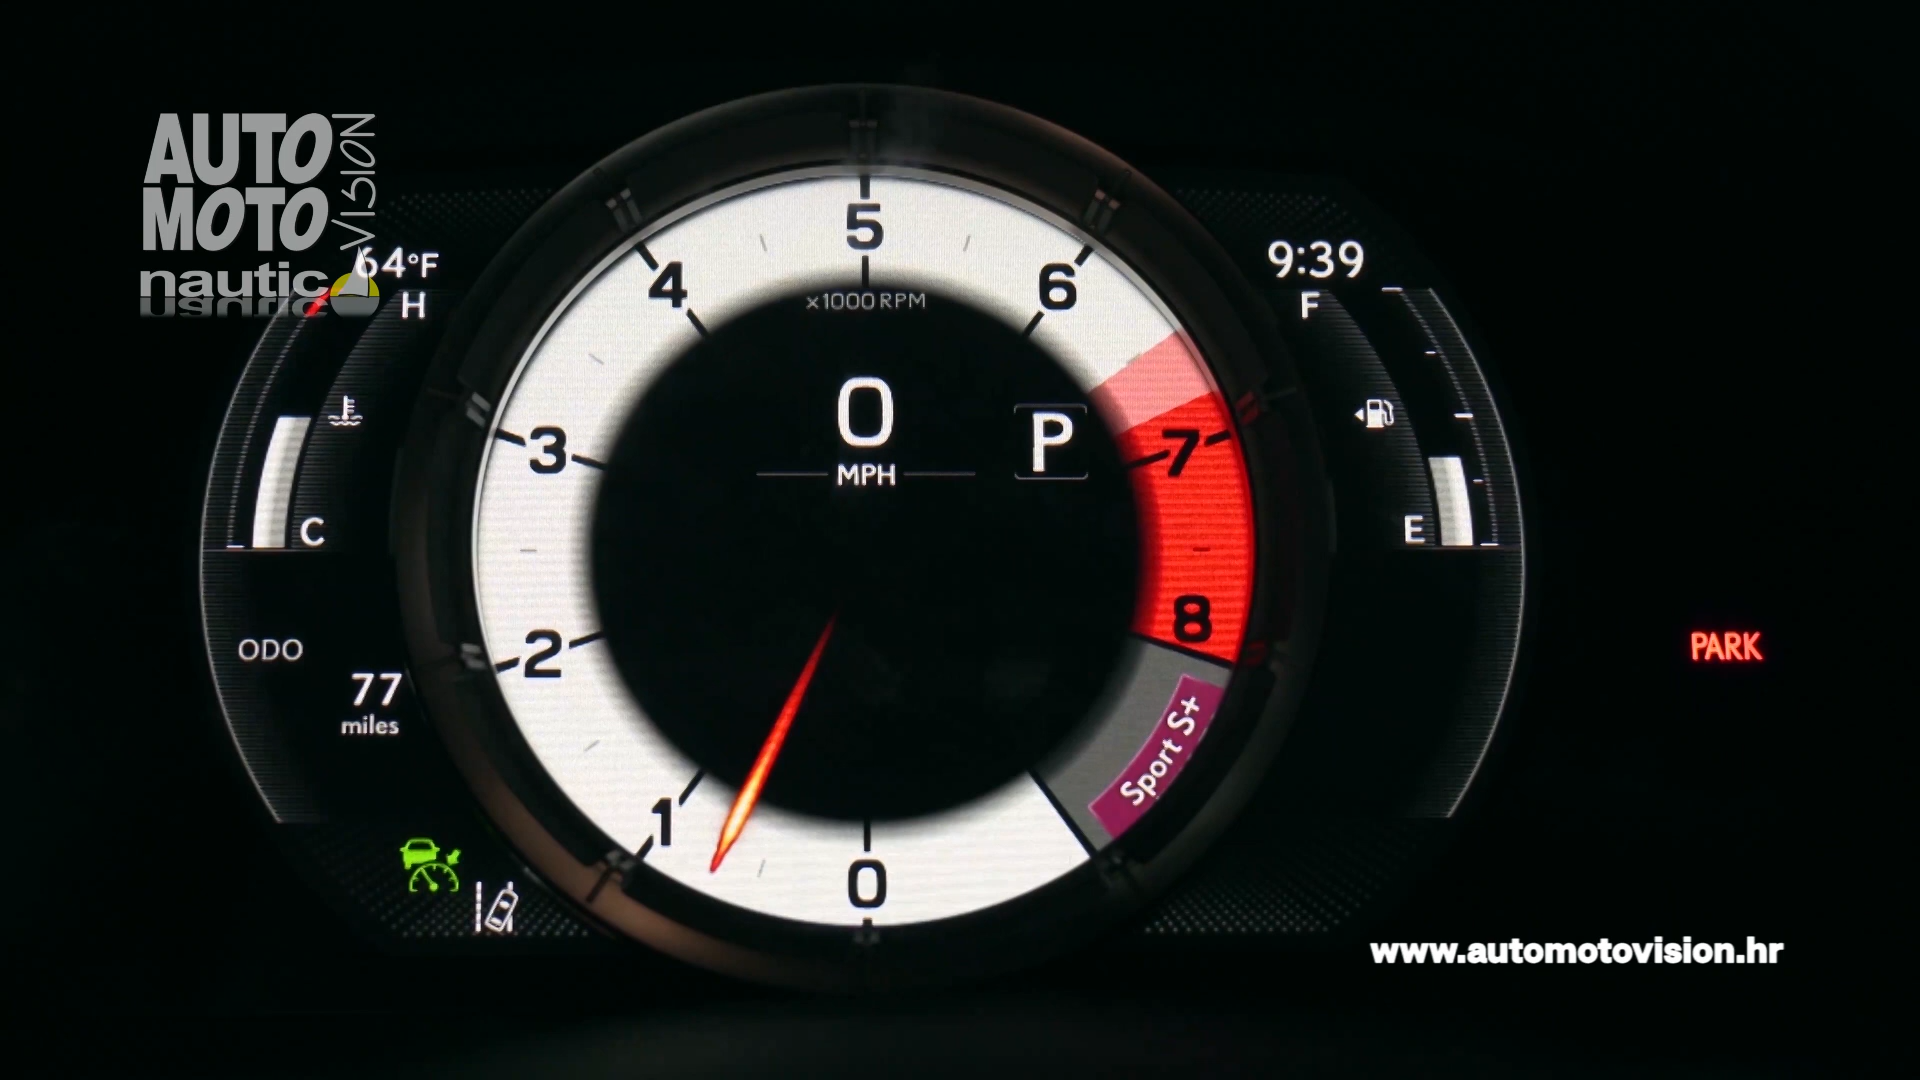 AUTO
MOTO
VISION
nautic
64°F
H
C
ODO
77
miles
5
4
6
x1000 RPM
3
0
MPH
P
7
2
8
1
0
Sport S+
9:39
F
E
PARK
www.automotovision.hr